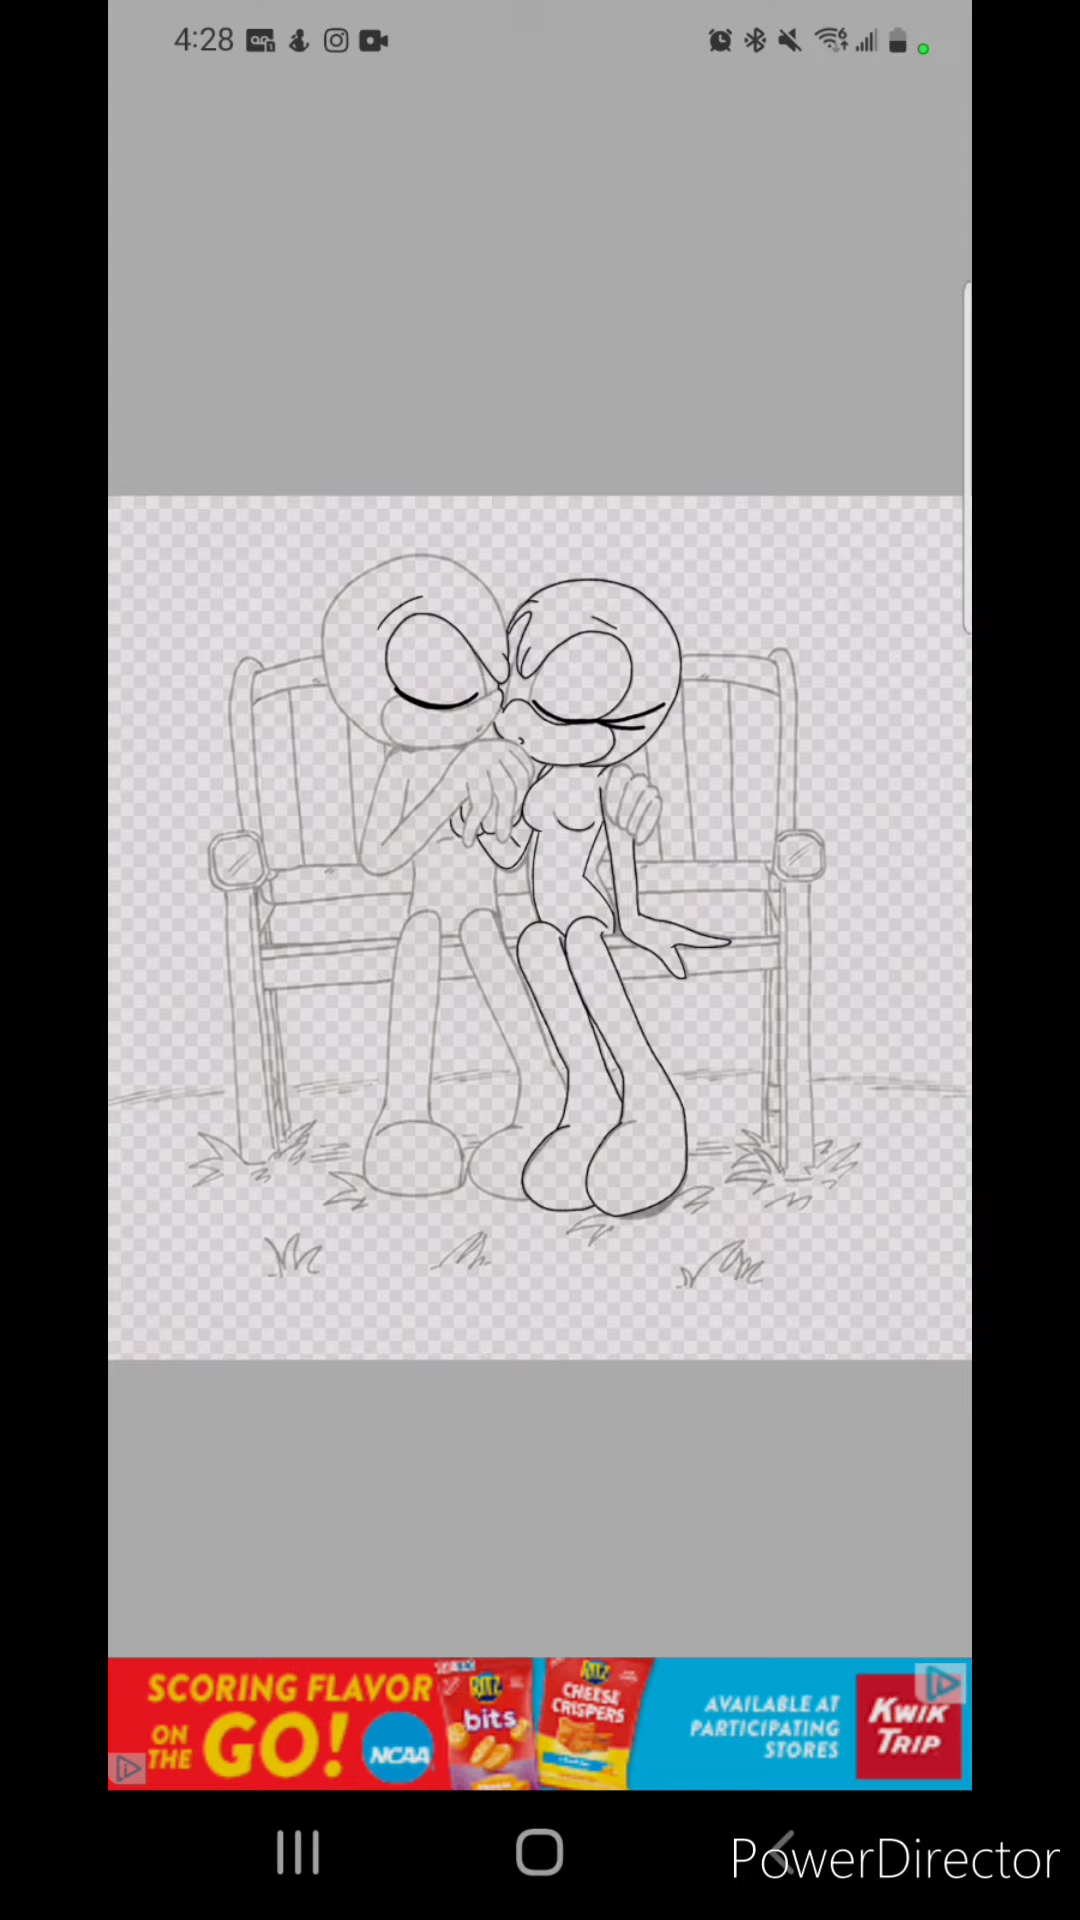 4:28
SCORING FLAVOR
ON
THE
GO!
NCAA
RITZ
bits
RITZ
CHEESE
CRISPERS
AVAILABLE AT
PARTICIPATING
STORES
KWIK
TRIP
PowerDirector